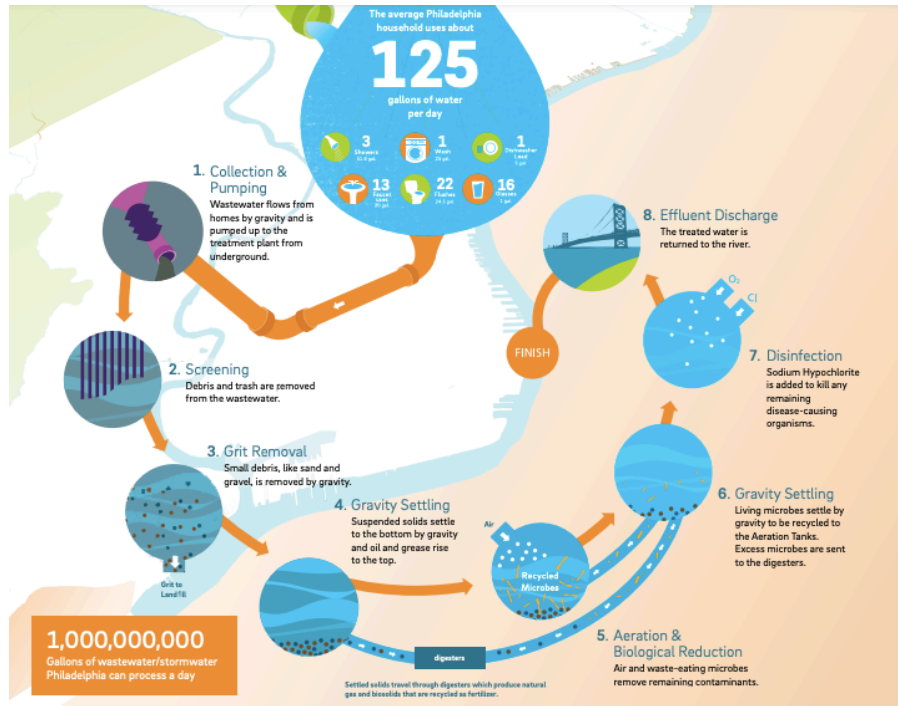 The average Philadelphia
household uses about
125
gallons of water
per day
3
Showers
1
Wash
1
Dishwasher
Load
13
Faucet
Uses
22
Flushes
16
Glasses
1. Collection &
Pumping
Wastewater flows from
homes by gravity and is
pumped up to the
treatment plant from
underground.
2. Screening
Debris and trash are removed
from the wastewater.
3. Grit Removal
Small debris, like sand and
gravel, is removed by gravity.
Grit to
Landfill
4. Gravity Settling
Suspended solids settle
to the bottom by gravity
and oil and grease rise
to the top.
Air
Recycled
Microbes
5. Aeration &
Biological Reduction
Air and waste-eating microbes
remove remaining contaminants.
6. Gravity Settling
Living microbes settle by
gravity to be recycled to
the Aeration Tanks.
Excess microbes are sent
to the digesters.
O₂
Cl
7. Disinfection
Sodium Hypochlorite
is added to kill any
remaining
disease-causing
organisms.
8. Effluent Discharge
The treated water is
returned to the river.
FINISH
digesters
Settled solids travel through digesters which produce natural
gas and biosolids that are recycled as fertilizer.
1,000,000,000
Gallons of wastewater/stormwater
Philadelphia can process a day